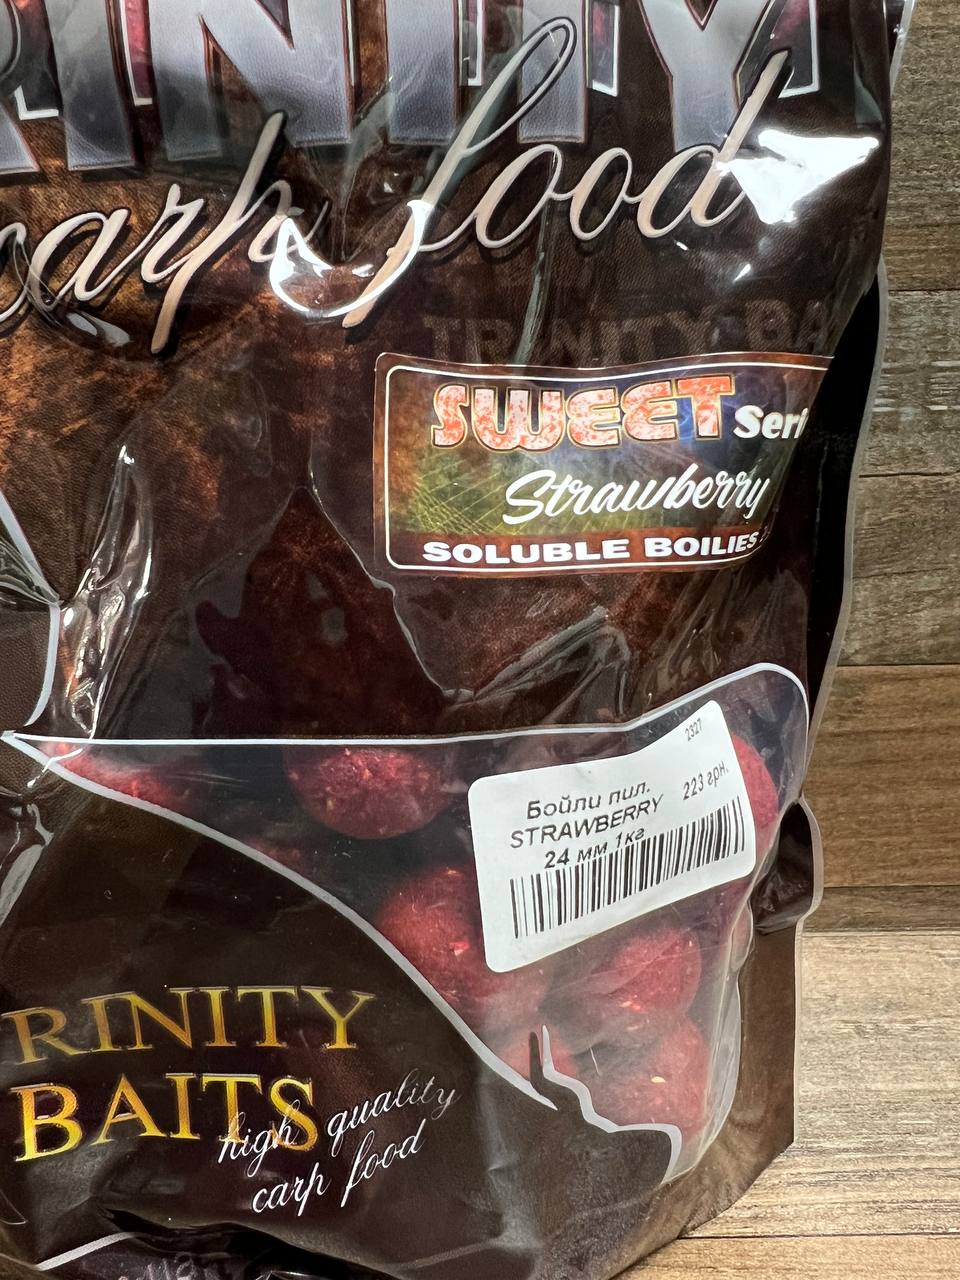 RINITY
carp food
TRINITY BA
SWEET Seri
Strawberry
SOLUBLE BOILIES
2327
Бойли пил. 223 грн.
STRAWBERRY
24 мм 1кг
RINITY
BAITS
high quality
carp food